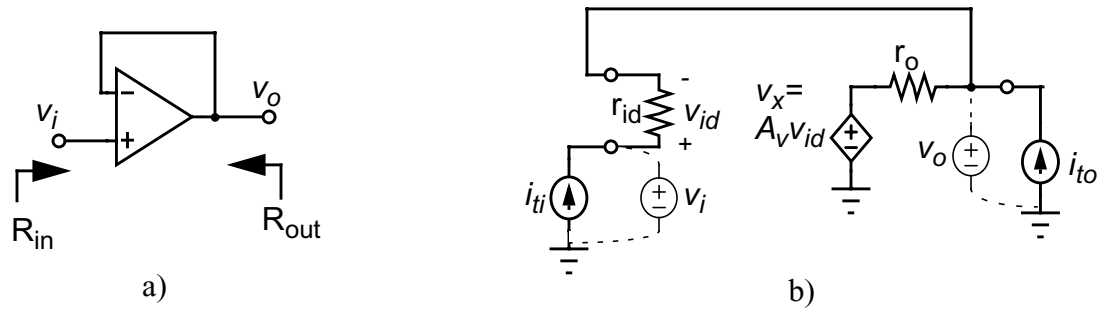 v_i
−
+
v_o
R_in
R_out
a)
r_id
-
v_id
+
i_ti
+
−
v_i
v_x=
A_v v_id
+
−
r_o
v_o
+
−
i_to
b)